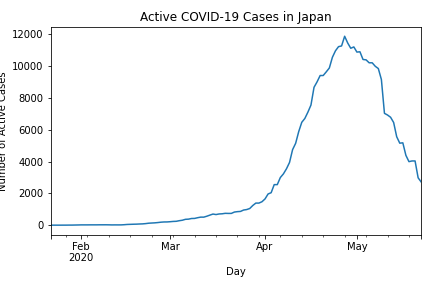 Active COVID-19 Cases in Japan
Number of Active Cases
12000
10000
8000
6000
4000
2000
0
Feb
2020
Mar
Apr
May
Day